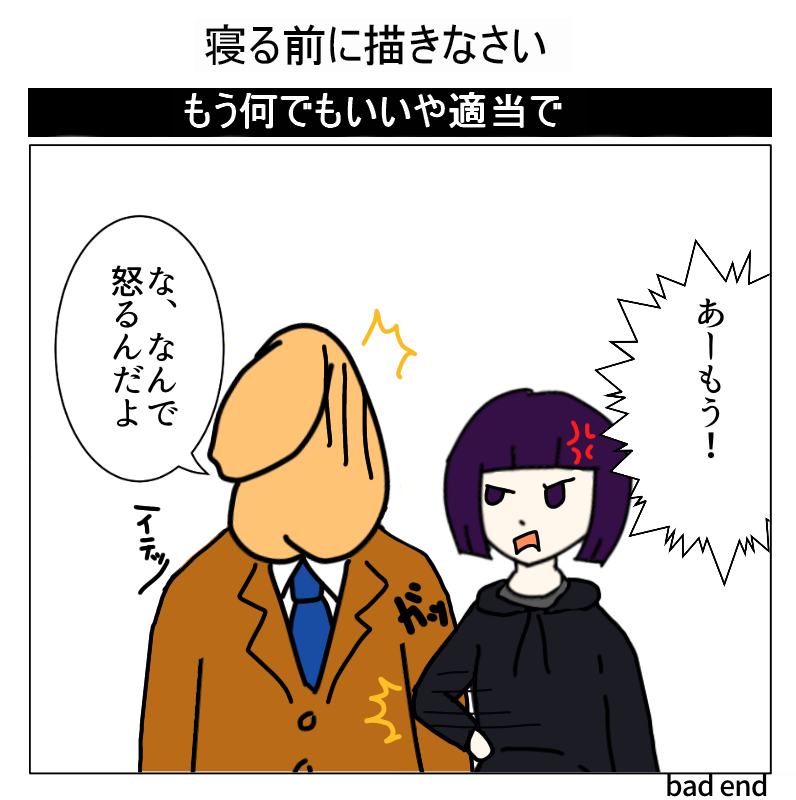 寝る前に描きなさい
もう何でもいいや適当で
あーもう！
な、なんで
怒るんだよ
イテッ
ガッ
bad end